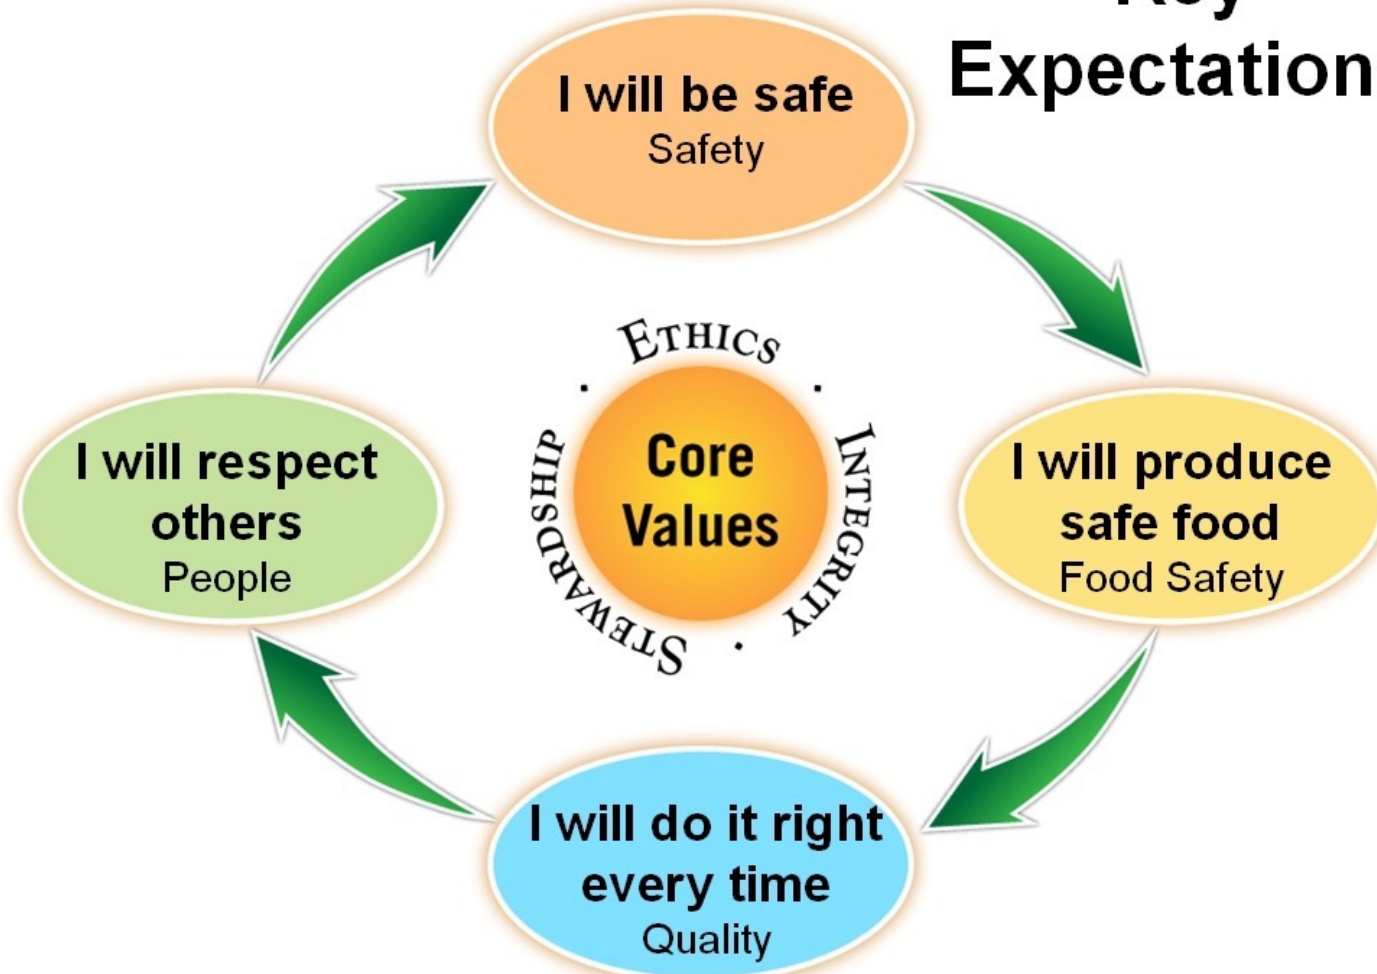 Key
Expectation
I will be safe
Safety
I will produce
safe food
Food Safety
I will do it right
every time
Quality
I will respect
others
People
ETHICS
·
INTEGRITY
·
STEWARDSHIP
·
Core
Values